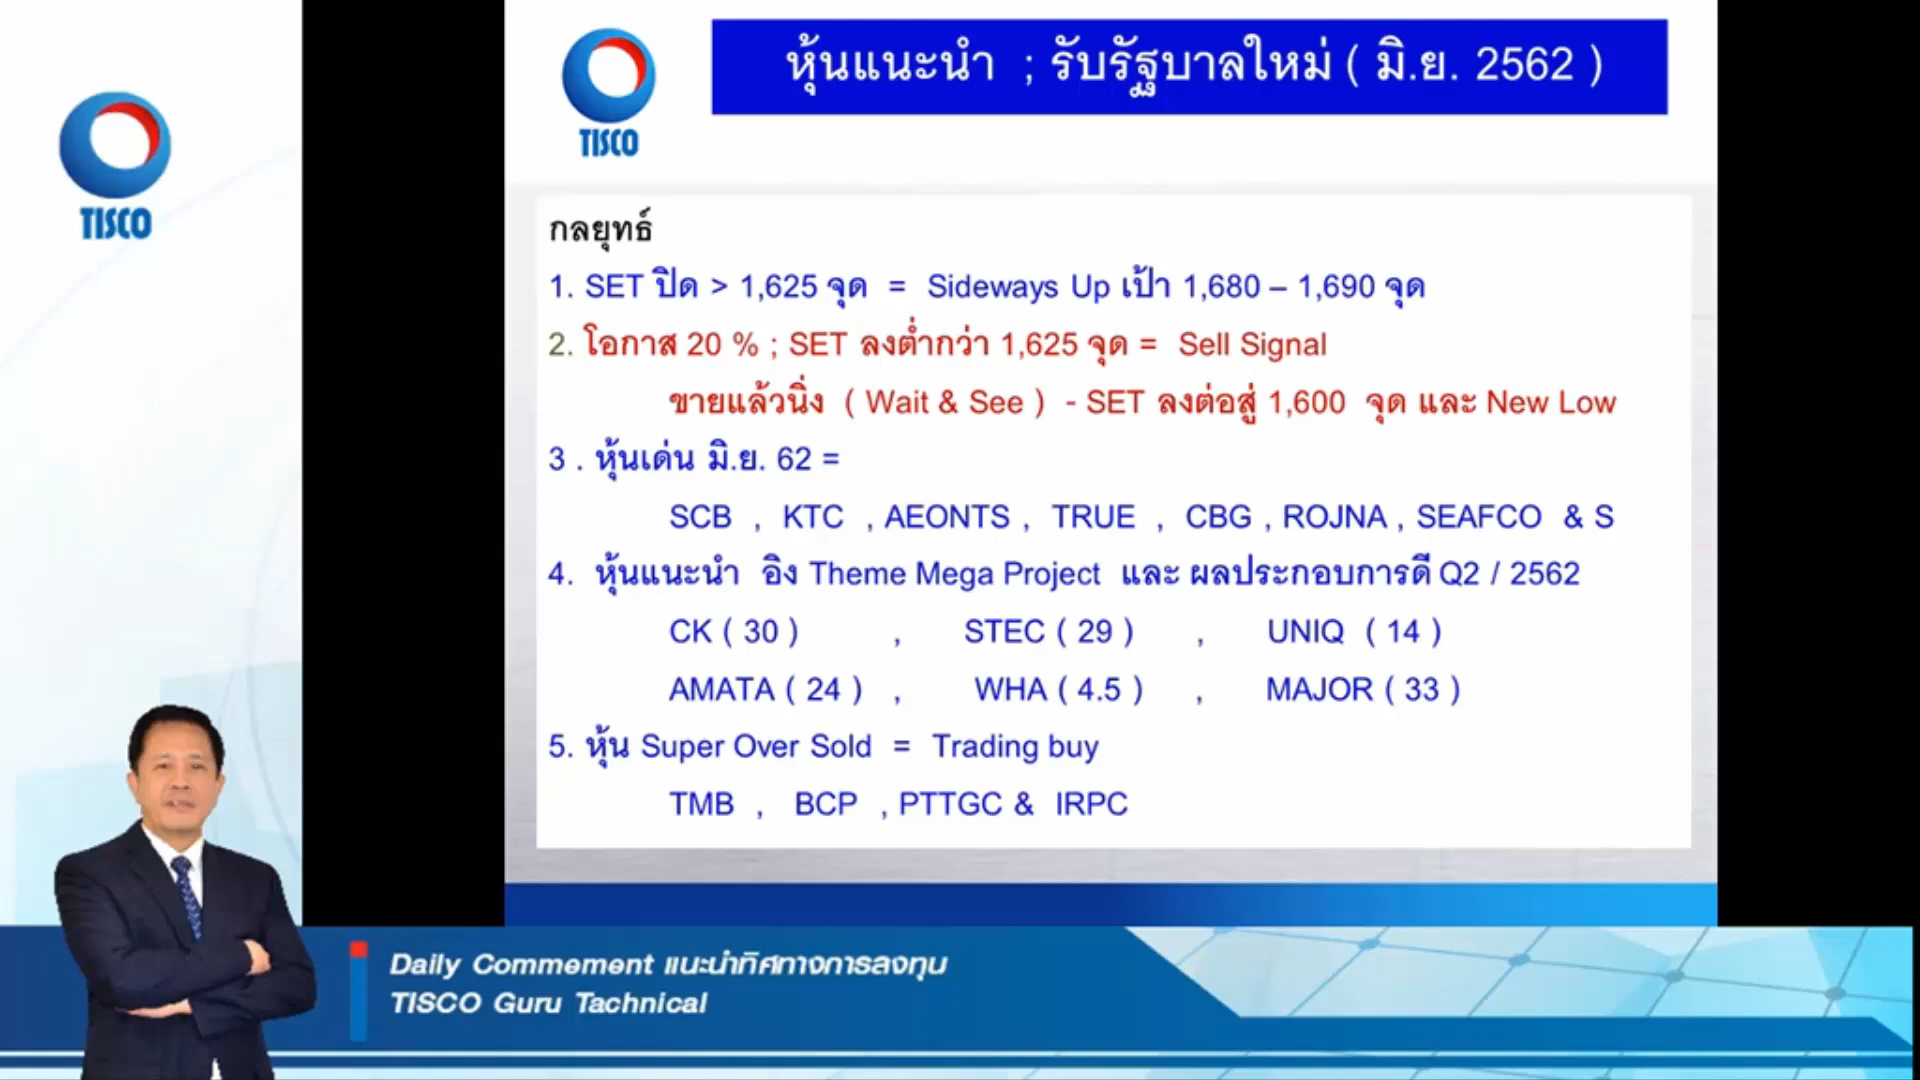 TISCO
TISCO
หุ้นแนะนำ ; รับรัฐบาลใหม่ ( มิ.ย. 2562 )
กลยุทธ์
1. SET ปิด > 1,625 จุด = Sideways Up เป้า 1,680 – 1,690 จุด
2. โอกาส 20 % ; SET ลงต่ำกว่า 1,625 จุด = Sell Signal
ขายแล้วนิ่ง ( Wait & See ) - SET ลงต่อสู่ 1,600 จุด และ New Low
3 . หุ้นเด่น มิ.ย. 62 =
SCB , KTC , AEONTS , TRUE , CBG , ROJNA , SEAFCO & S
4. หุ้นแนะนำ อิง Theme Mega Project และ ผลประกอบการดี Q2 / 2562
CK ( 30 ) , STEC ( 29 ) , UNIQ ( 14 )
AMATA ( 24 ) , WHA ( 4.5 ) , MAJOR ( 33 )
5. หุ้น Super Over Sold = Trading buy
TMB , BCP , PTTGC & IRPC
Daily Commement แนะนำทิศทางการลงทุน
TISCO Guru Tachnical